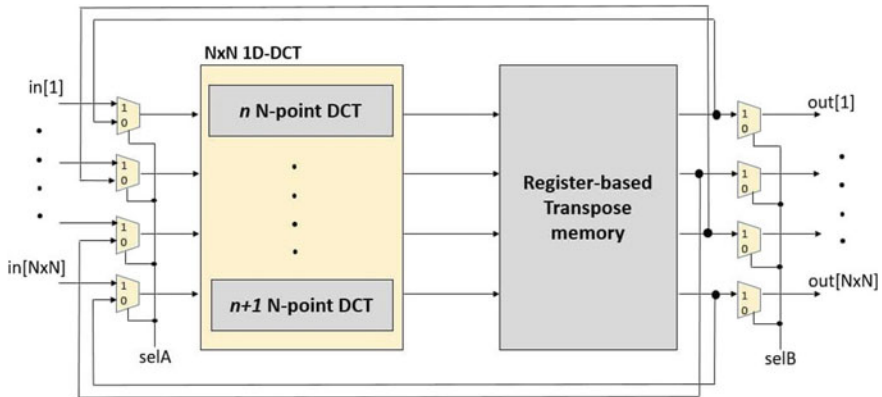 NxN 1D-DCT
in[1]
1
0
n N-point DCT
1
0
out[1]
1
0
1
0
Register-based
Transpose
memory
1
0
1
0
in[NxN]
1
0
n+1 N-point DCT
1
0
1
0
out[NxN]
selA
selB